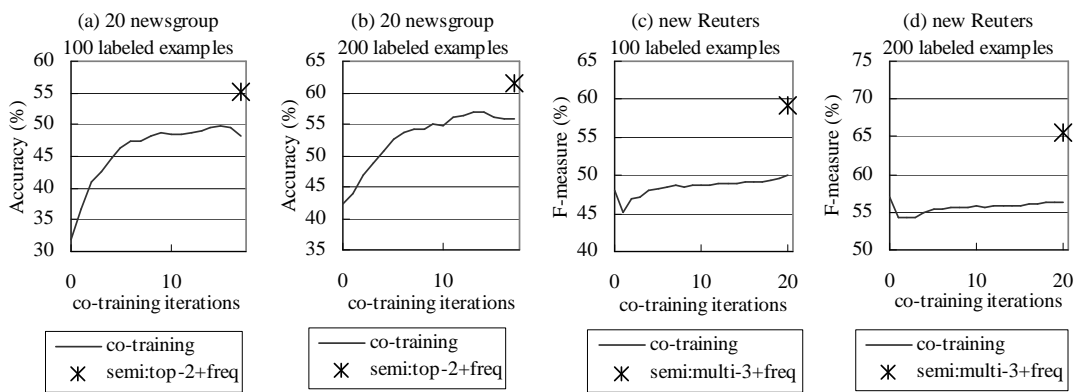 (a) 20 newsgroup
100 labeled examples
Accuracy (%)
65
60
55
50
45
40
35
30
0
10
co-training iterations
co-training
semi:top-2+freq
(b) 20 newsgroup
200 labeled examples
Accuracy (%)
65
60
55
50
45
40
35
0
10
co-training iterations
co-training
semi:top-2+freq
(c) new Reuters
100 labeled examples
F-measure (%)
65
60
55
50
45
40
0
10
20
co-training iterations
co-training
semi:multi-3+freq
(d) new Reuters
200 labeled examples
F-measure (%)
75
70
65
60
55
50
0
10
20
co-training iterations
co-training
semi:multi-3+freq